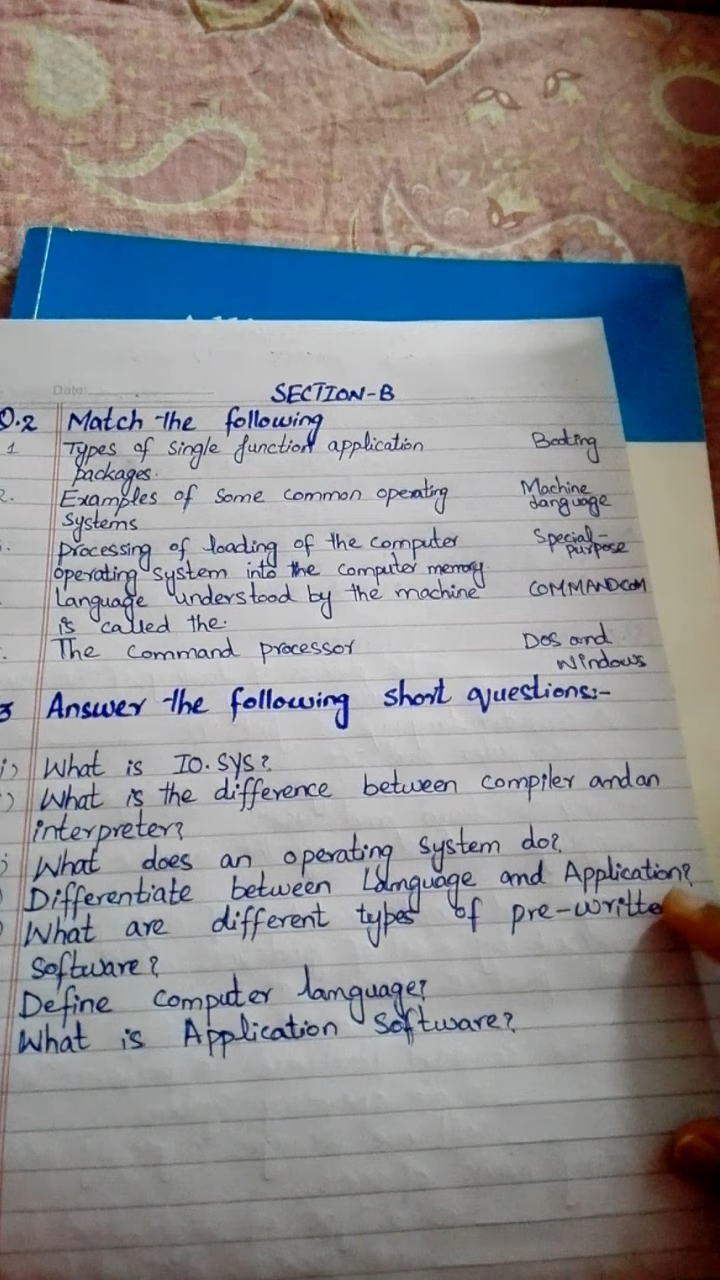 Date:
SECTION-B
Q.2 Match the following
1 Types of single function application Booting
packages.
2. Examples of some common operating Machine
systems language
processing of loading of the computer Special-
purpose
operating system into the computer memory
Language understood by the machine COMMAND.COM
is called the.
The Command processor DOS and
Windows
3 Answer the following short questions:-
i) What is IO.SYS?
What is the difference between compiler and an
interpreter?
What does an operating system do?
Differentiate between Language and Application?
What are different types of pre-writte
Software?
Define computer language?
What is Application Software?